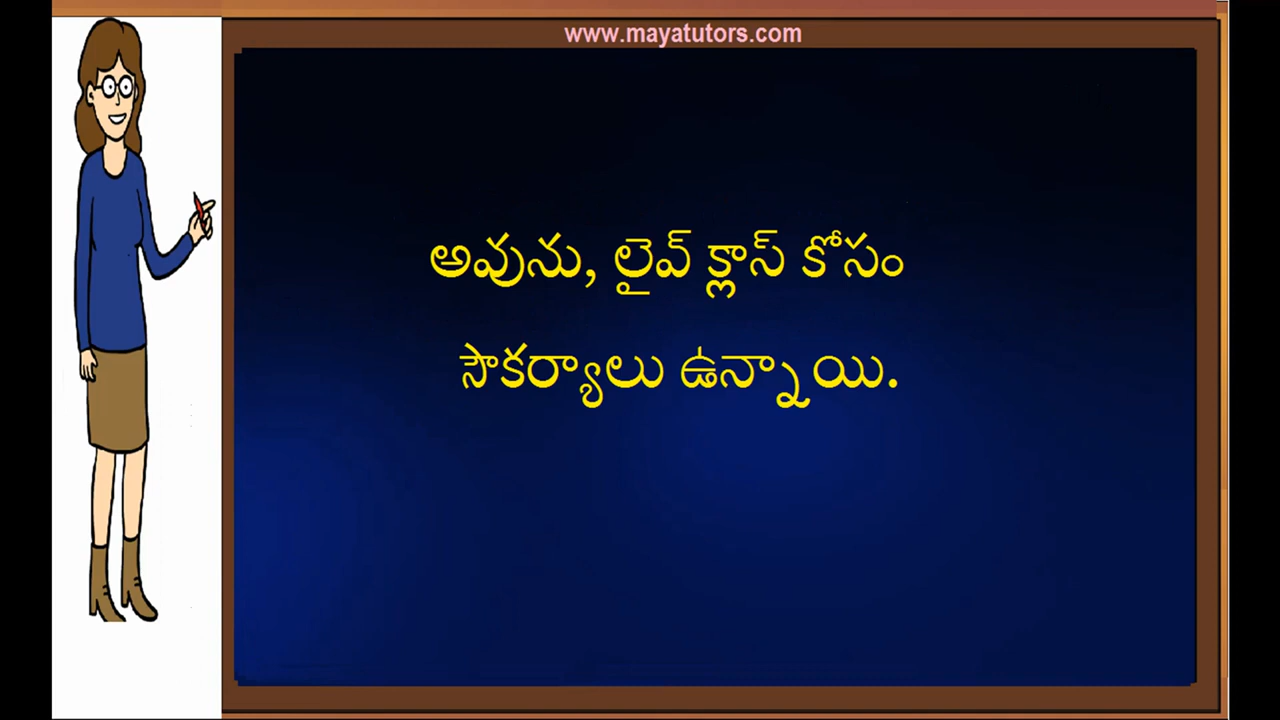 www.mayatutors.com
అవును, లైవ్ క్లాస్ కోసం
సౌకర్యాలు ఉన్నాయి.